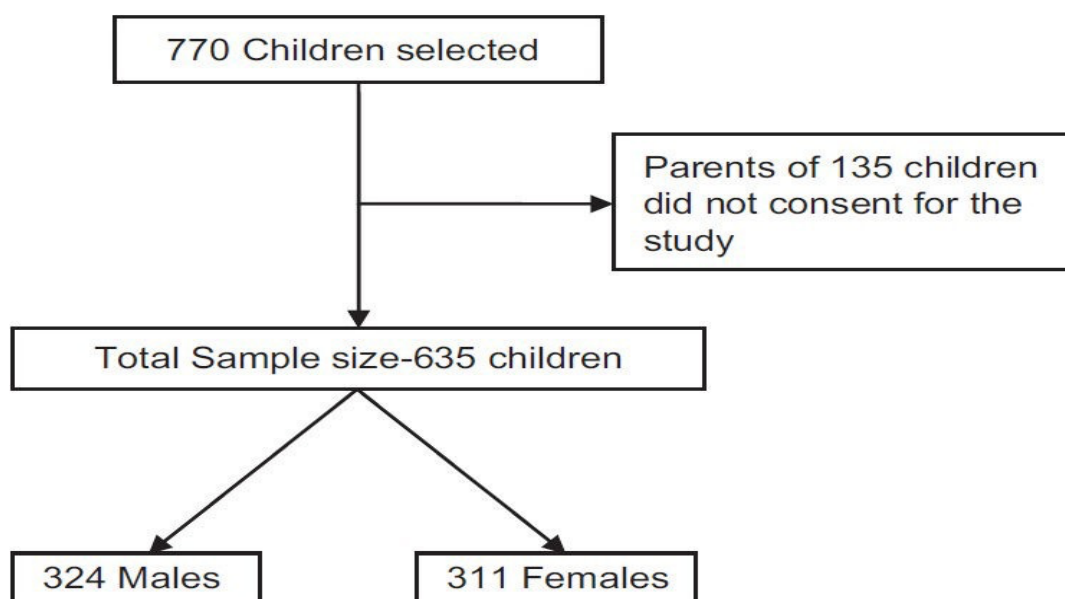 770 Children selected
Parents of 135 children
did not consent for the
study
Total Sample size-635 children
324 Males
311 Females